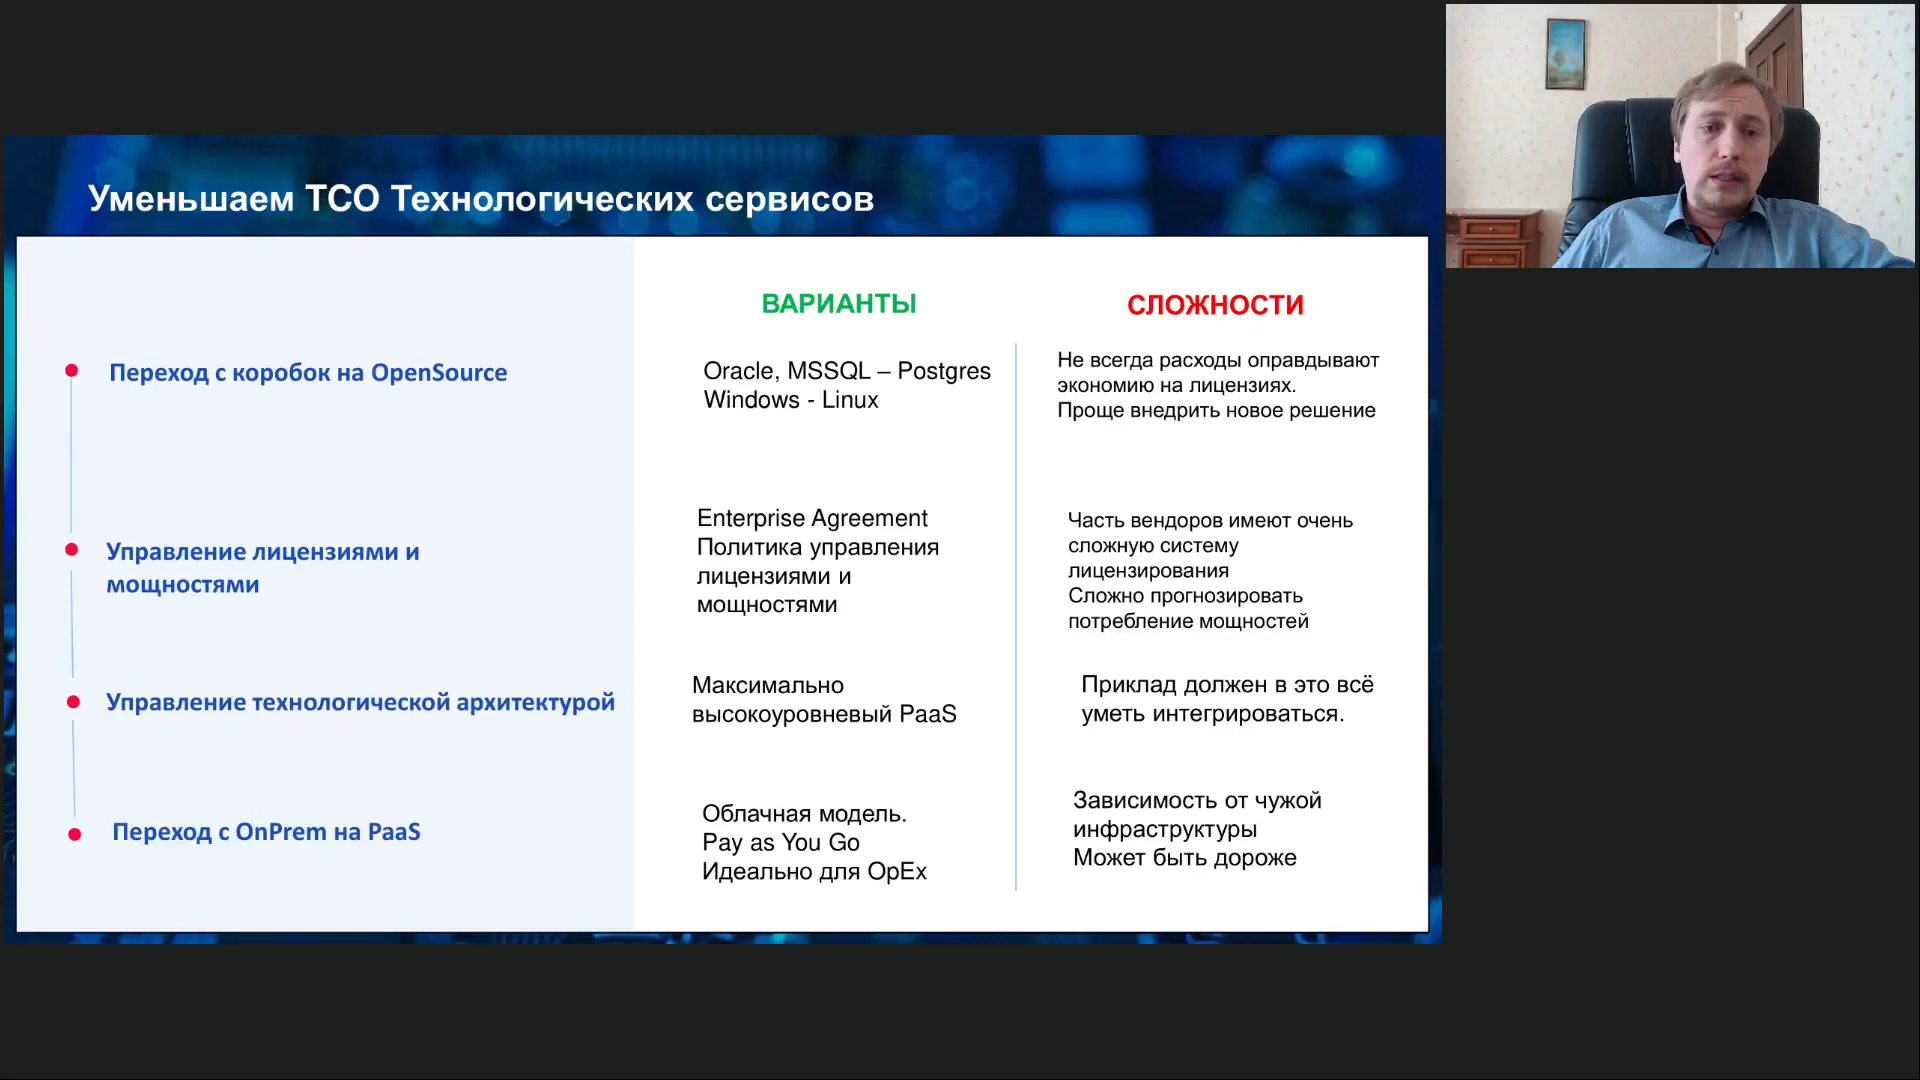 Уменьшаем TCO Технологических сервисов
ВАРИАНТЫ
СЛОЖНОСТИ
Переход с коробок на OpenSource
Oracle, MSSQL – Postgres
Windows - Linux
Не всегда расходы оправдывают
экономию на лицензиях.
Проще внедрить новое решение
Управление лицензиями и
мощностями
Enterprise Agreement
Политика управления
лицензиями и
мощностями
Часть вендоров имеют очень
сложную систему
лицензирования
Сложно прогнозировать
потребление мощностей
Управление технологической архитектурой
Максимально
высокоуровневый PaaS
Приклад должен в это всё
уметь интегрироваться.
Переход с OnPrem на PaaS
Облачная модель.
Pay as You Go
Идеально для OpEx
Зависимость от чужой
инфраструктуры
Может быть дороже